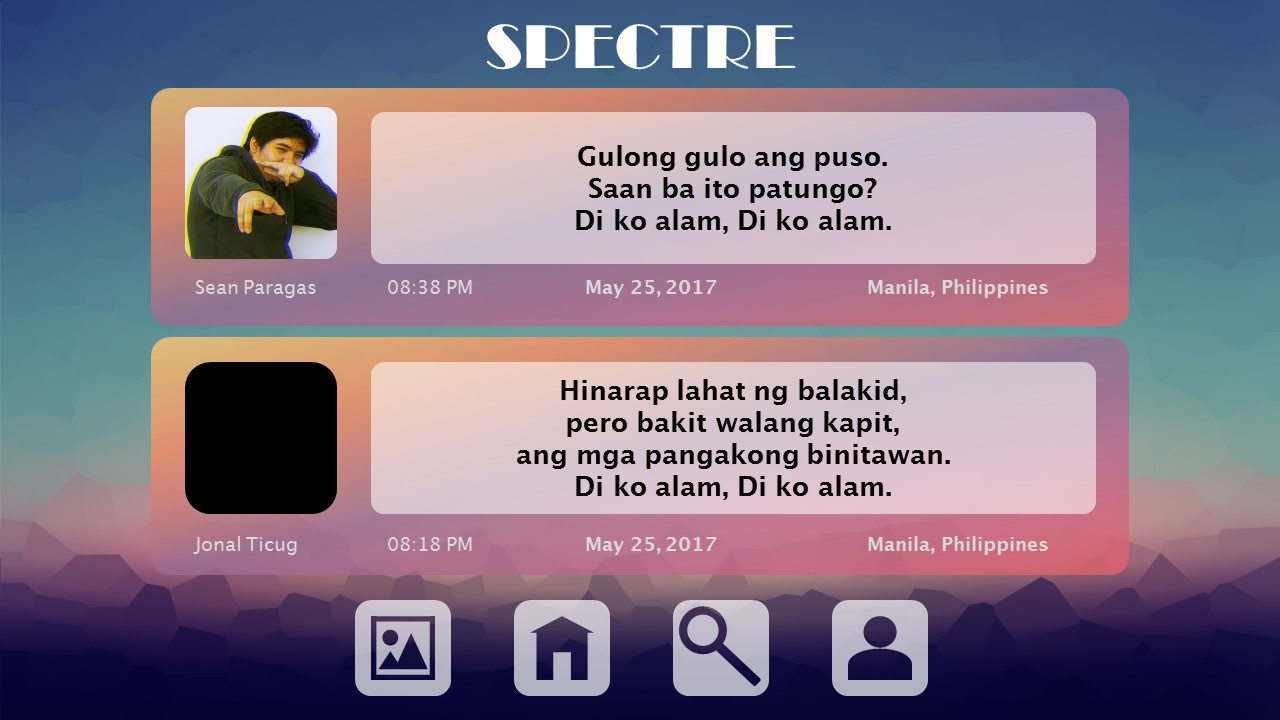 SPECTRE
Gulong gulo ang puso.
Saan ba ito patungo?
Di ko alam, Di ko alam.
Sean Paragas 08:38 PM May 25, 2017 Manila, Philippines
Hinarap lahat ng balakid,
pero bakit walang kapit,
ang mga pangakong binitawan.
Di ko alam, Di ko alam.
Jonal Ticug 08:18 PM May 25, 2017 Manila, Philippines